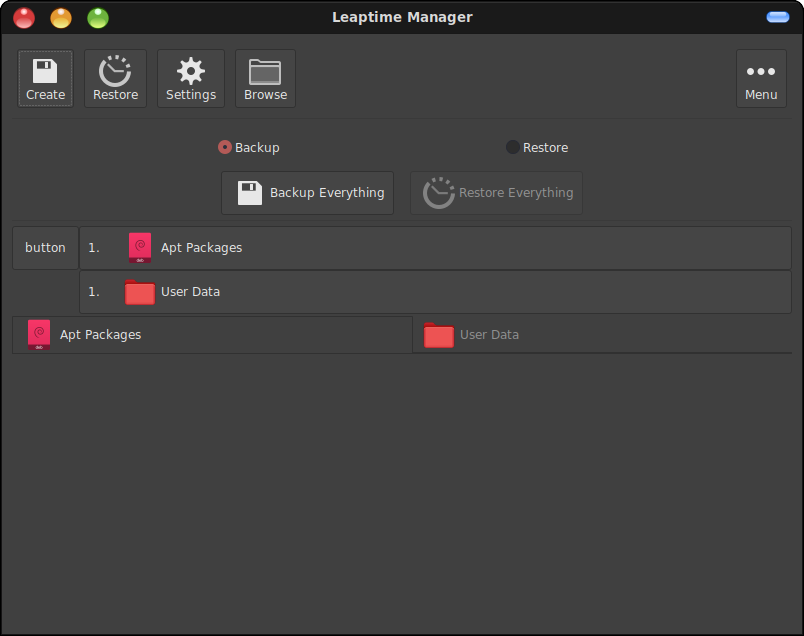 Leaptime Manager
Create Restore Settings Browse Menu
Backup Restore
Backup Everything Restore Everything
button 1. Apt Packages
1. User Data
Apt Packages User Data